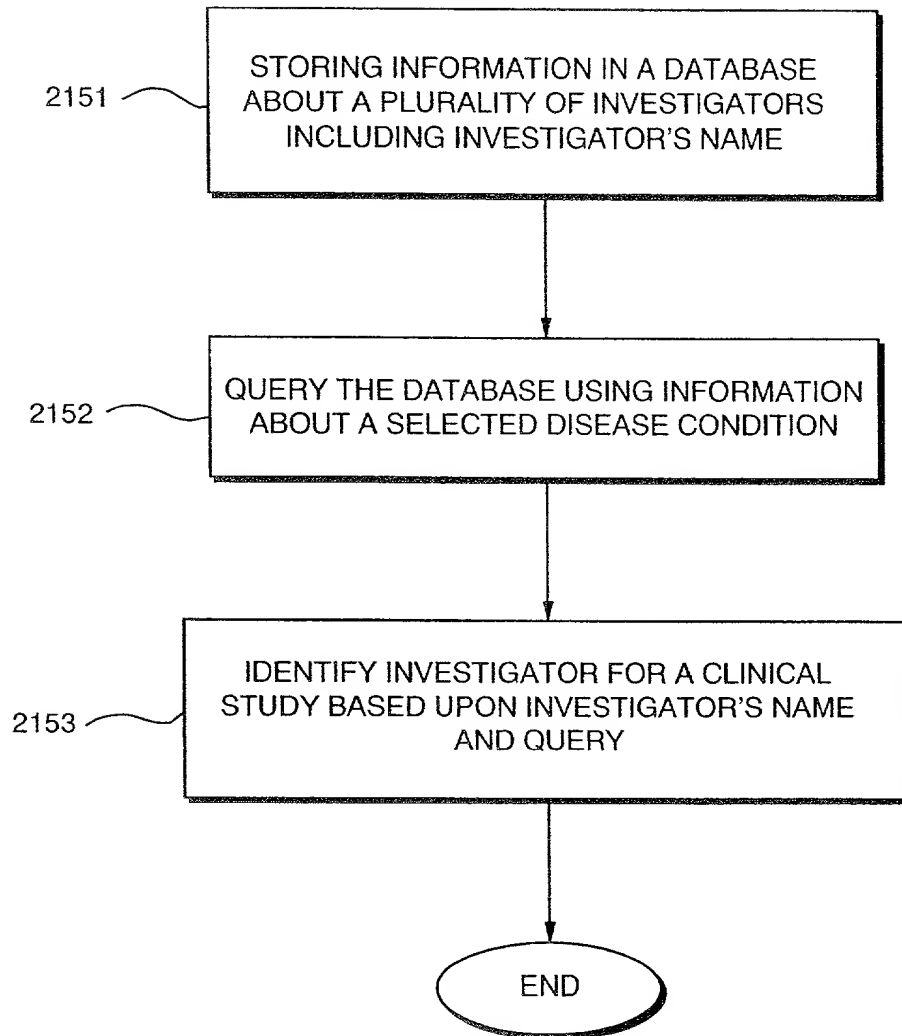 2151
STORING INFORMATION IN A DATABASE
ABOUT A PLURALITY OF INVESTIGATORS
INCLUDING INVESTIGATOR'S NAME
2152
QUERY THE DATABASE USING INFORMATION
ABOUT A SELECTED DISEASE CONDITION
2153
IDENTIFY INVESTIGATOR FOR A CLINICAL
STUDY BASED UPON INVESTIGATOR'S NAME
AND QUERY
END